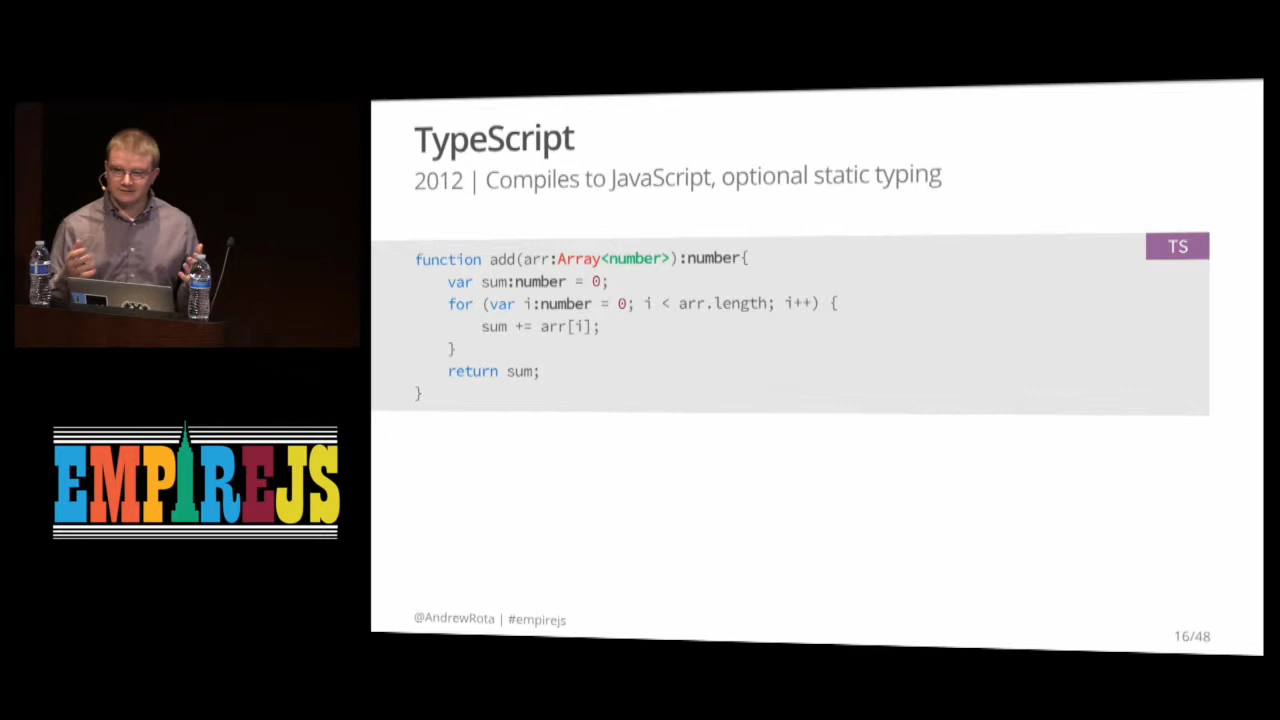 TypeScript
2012 | Compiles to JavaScript, optional static typing
TS
function add(arr:Array<number>):number{
    var sum:number = 0;
    for (var i:number = 0; i < arr.length; i++) {
        sum += arr[i];
    }
    return sum;
}
EMPIREJS
@AndrewRota | #empirejs
16/48